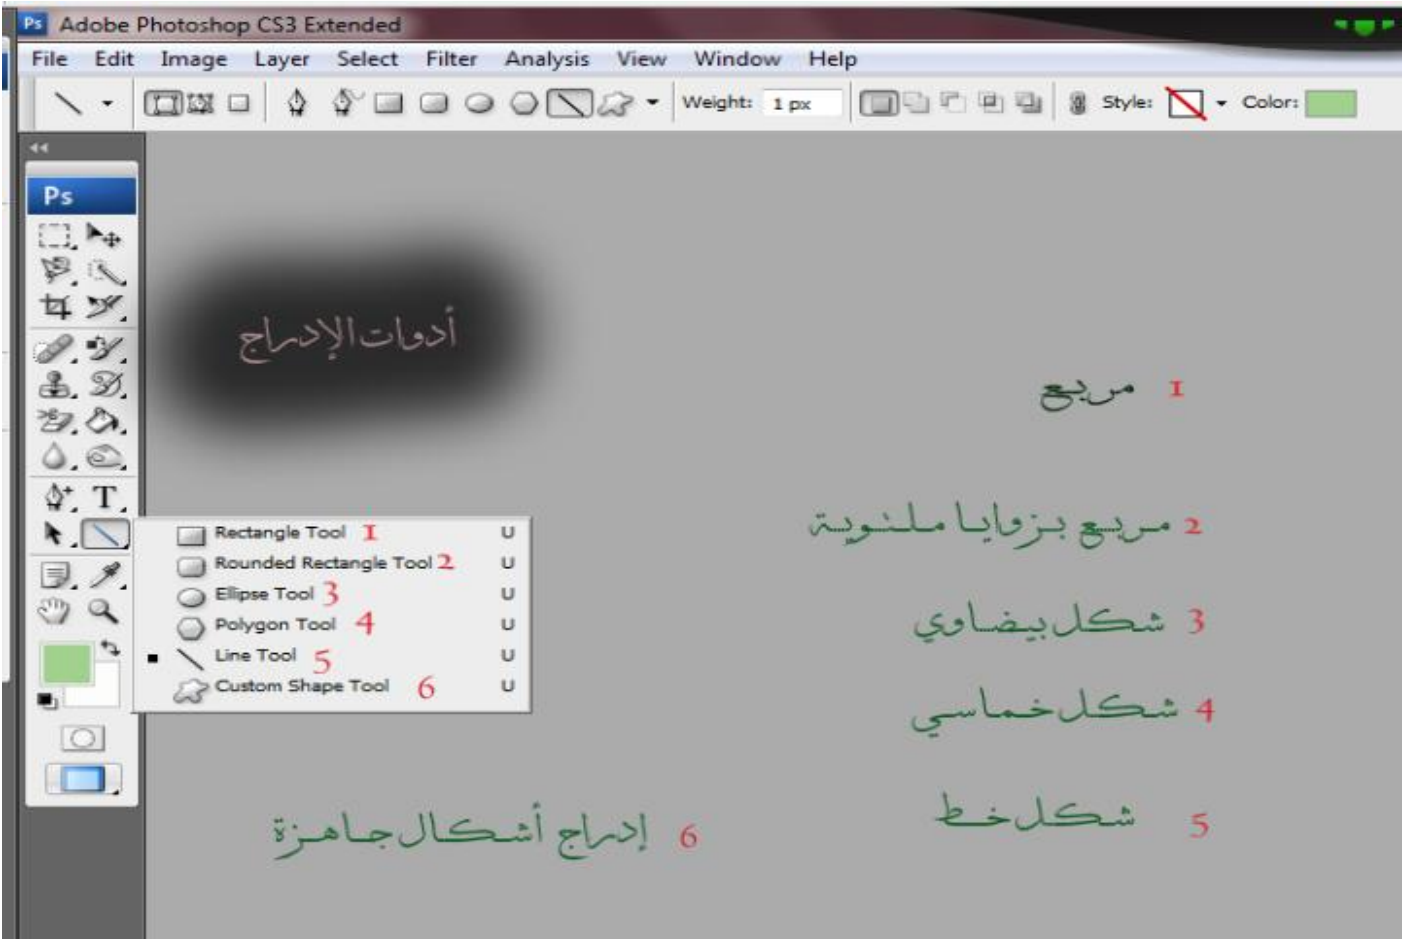 Ps Adobe Photoshop CS3 Extended
File Edit Image Layer Select Filter Analysis View Window Help
Weight: 1 px Style: Color:
Ps
أدوات الإدراج
1 مربع
2 مربع بزوايا ملتوية
3 شكل بيضاوي
4 شكل خماسي
5 شكل خط
6 إدراج أشكال جاهزة
T
Rectangle Tool 1 U
Rounded Rectangle Tool 2 U
Ellipse Tool 3 U
Polygon Tool 4 U
Line Tool 5 U
Custom Shape Tool 6 U